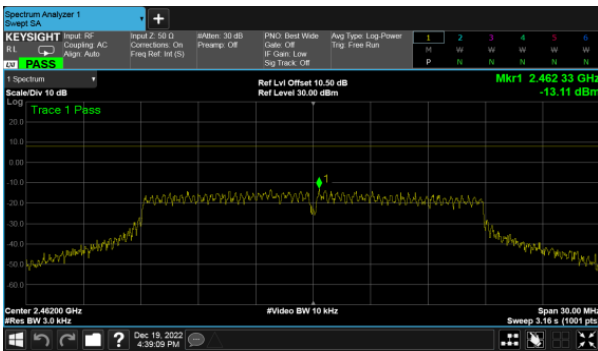 Spectrum Analyzer 1
Swept SA
+
KEYSIGHT Input: RF Input Z: 50 Ω #Atten: 30 dB PNO: Best Wide Avg Type: Log-Power 1 2 3 4 5 6
RL Coupling: AC Corrections: On Preamp: Off Gate: Off Trig: Free Run M W W W W W
Align: Auto Freq Ref: Int (S) IF Gain: Low
LXI PASS Sig Track: Off P N N N N N
1 Spectrum Ref Lvl Offset 10.50 dB Mkr1 2.462 33 GHz
Scale/Div 10 dB Ref Level 30.00 dBm -13.11 dBm
Log
Trace 1 Pass
20.0
10.0
0.00
-10.0
1
-20.0
-30.0
-40.0
-50.0
-60.0
Center 2.46200 GHz #Video BW 10 kHz Span 30.00 MHz
#Res BW 3.0 kHz Sweep 3.16 s (1001 pts)
? Dec 19, 2022
4:39:09 PM